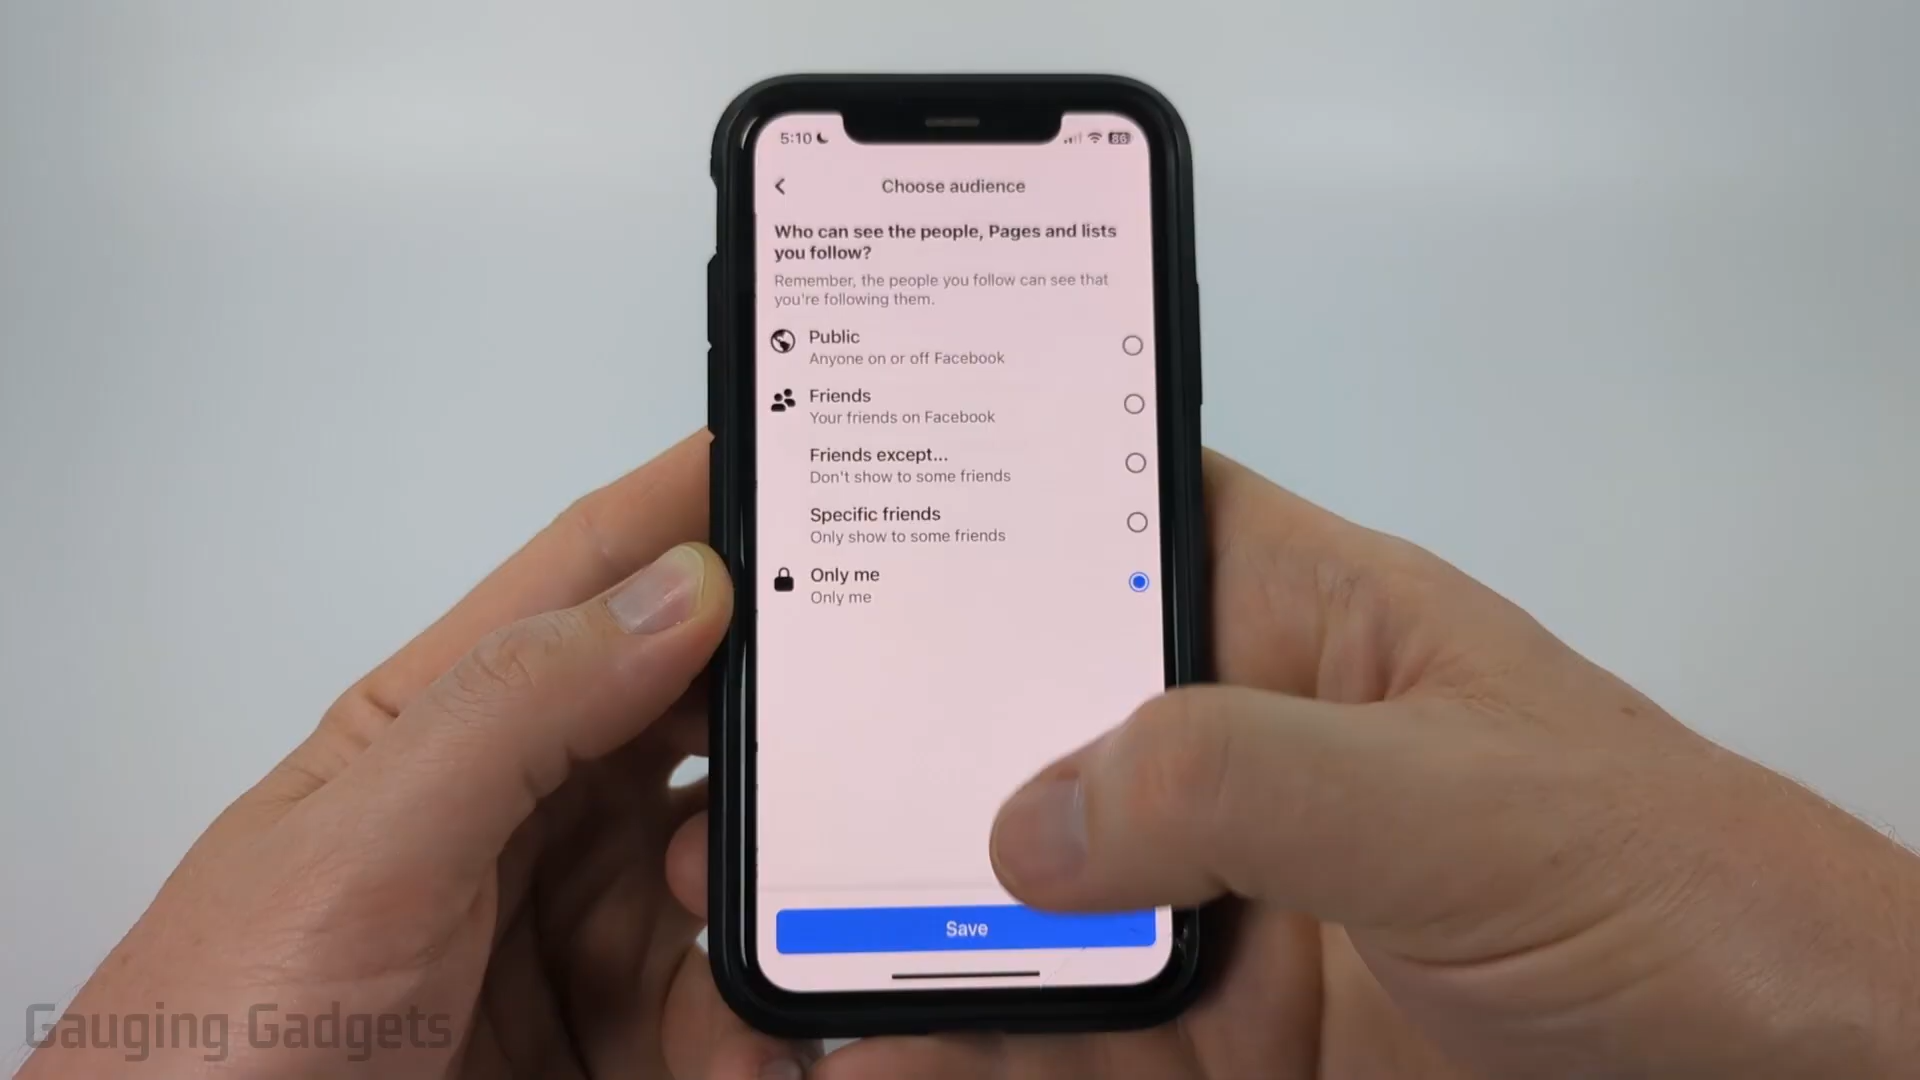 5:10
86
Choose audience
Who can see the people, Pages and lists
you follow?
Remember, the people you follow can see that
you're following them.
Public
Anyone on or off Facebook
Friends
Your friends on Facebook
Friends except...
Don't show to some friends
Specific friends
Only show to some friends
Only me
Only me
Save
Gauging Gadgets